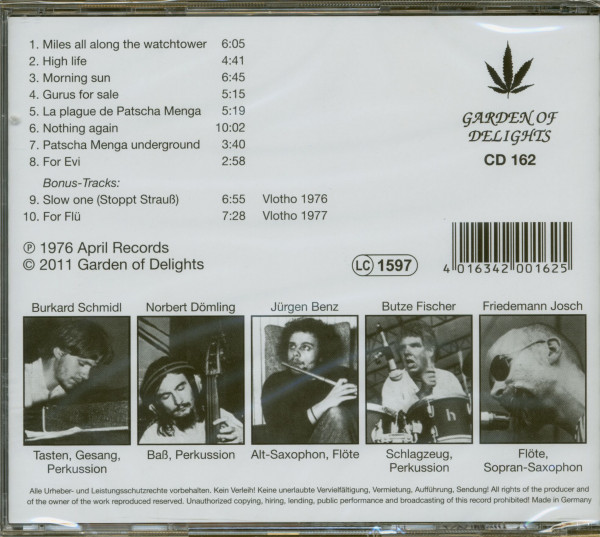 1. Miles all along the watchtower 6:05
2. High life 4:41
3. Morning sun 6:45
4. Gurus for sale 5:15
5. La plague de Patscha Menga 5:19
6. Nothing again 10:02
7. Patscha Menga underground 3:40
8. For Evi 2:58
Bonus-Tracks:
9. Slow one (Stoppt Strauß) 6:55 Vlotho 1976
10. For Flü 7:28 Vlotho 1977
GARDEN OF
DELIGHTS
CD 162
℗ 1976 April Records
© 2011 Garden of Delights
LC 1597
4 016342 001625
Burkard Schmidl
Norbert Dömling
Jürgen Benz
Butze Fischer
Friedemann Josch
h
Tasten, Gesang,
Perkussion
Baß, Perkussion
Alt-Saxophon, Flöte
Schlagzeug,
Perkussion
Flöte,
Sopran-Saxophon
Alle Urheber- und Leistungsschutzrechte vorbehalten. Kein Verleih! Keine unerlaubte Vervielfältigung, Vermietung, Aufführung, Sendung! All rights of the producer and
of the owner of the work reproduced reserved. Unauthorized copying, hiring, lending, public performance and broadcasting of this record prohibited! Made in Germany